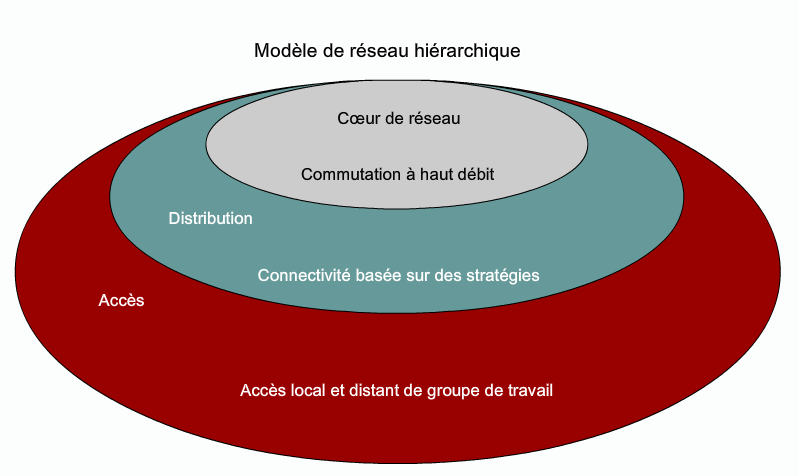 Modèle de réseau hiérarchique
Cœur de réseau
Commutation à haut débit
Distribution
Connectivité basée sur des stratégies
Accès
Accès local et distant de groupe de travail